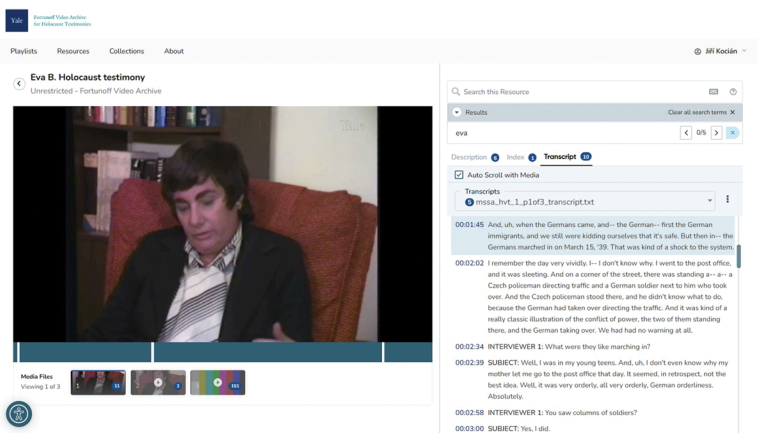 Yale
Fortunoff Video Archive
for Holocaust Testimonies
Playlists Resources Collections About Jiří Kocián
Eva B. Holocaust testimony
Unrestricted - Fortunoff Video Archive
Yale
Media Files
Viewing 1 of 3
1 11
3
151
Search this Resource
Results Clear all search terms ×
eva 0/5
Description 6 Index 1 Transcript 10
Auto Scroll with Media
Transcripts
5 mssa_hvt_1_p1of3_transcript.txt
00:01:45 And, uh, when the Germans came, and-- the German-- first the German
immigrants, and we still were kidding ourselves that it's safe. But then in-- the
Germans marched in on March 15, '39. That was kind of a shock to the system.
00:02:02 I remember the day very vividly. I-- I don't know why. I went to the post office,
and it was sleeting. And on a corner of the street, there was standing a-- a-- a
Czech policeman directing traffic and a German soldier next to him who took
over. And the Czech policeman stood there, and he didn't know what to do,
because the German had taken over directing the traffic. And it was kind of a
really classic illustration of the conflict of power, the two of them standing
there, and the German taking over. We had had no warning at all.
00:02:34 INTERVIEWER 1: What were they like marching in?
00:02:39 SUBJECT: Well, I was in my young teens. And, uh, I don't even know why my
mother let me go to the post office that day. It seemed, in retrospect, not the
best idea. Well, it was very orderly, all very orderly, German orderliness.
Absolutely.
00:02:58 INTERVIEWER 1: You saw columns of soldiers?
00:03:00 SUBJECT: Yes, I did.